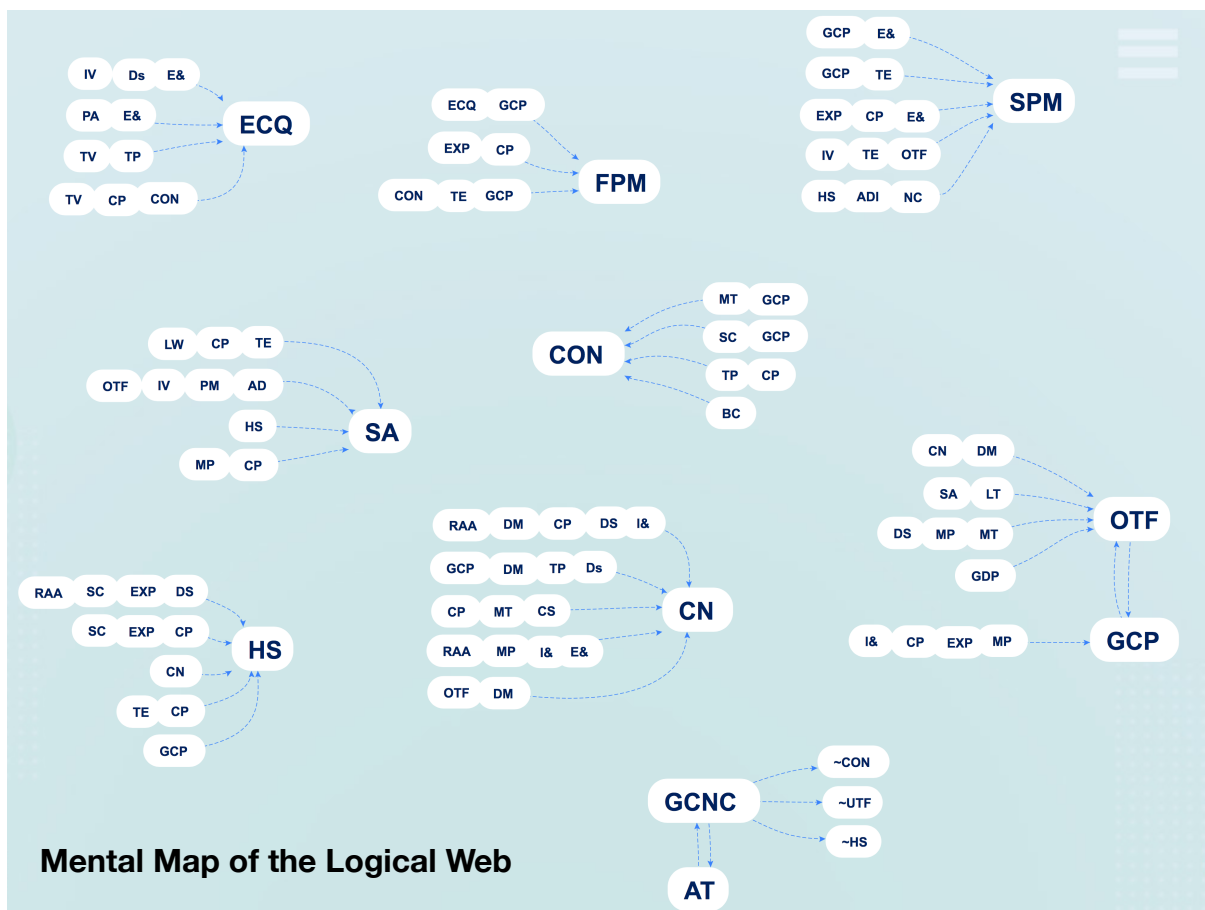 IV Ds E&
PA E&
ECQ
TV TP
TV CP CON
ECQ GCP
EXP CP
FPM
CON TE GCP
GCP E&
GCP TE
SPM
EXP CP E&
IV TE OTF
HS ADI NC
LW CP TE
OTF IV PM AD
HS
SA
MP CP
MT GCP
SC GCP
CON
TP CP
BC
CN DM
SA LT
OTF
DS MP MT
GDP
GCP
I& CP EXP MP
RAA DM CP DS I&
GCP DM TP Ds
CP MT CS
CN
RAA MP I& E&
OTF DM
RAA SC EXP DS
SC EXP CP
HS
CN
TE CP
GCP
~CON
GCNC
~UTF
~HS
AT
Mental Map of the Logical Web